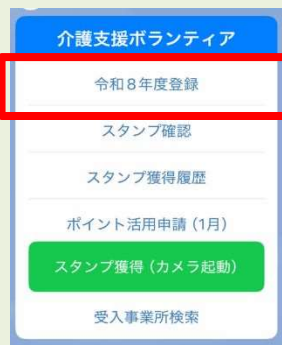 介護支援ボランティア
令和8年度登録
スタンプ確認
スタンプ獲得履歴
ポイント活用申請 (1月)
スタンプ獲得 (カメラ起動)
受入事業所検索